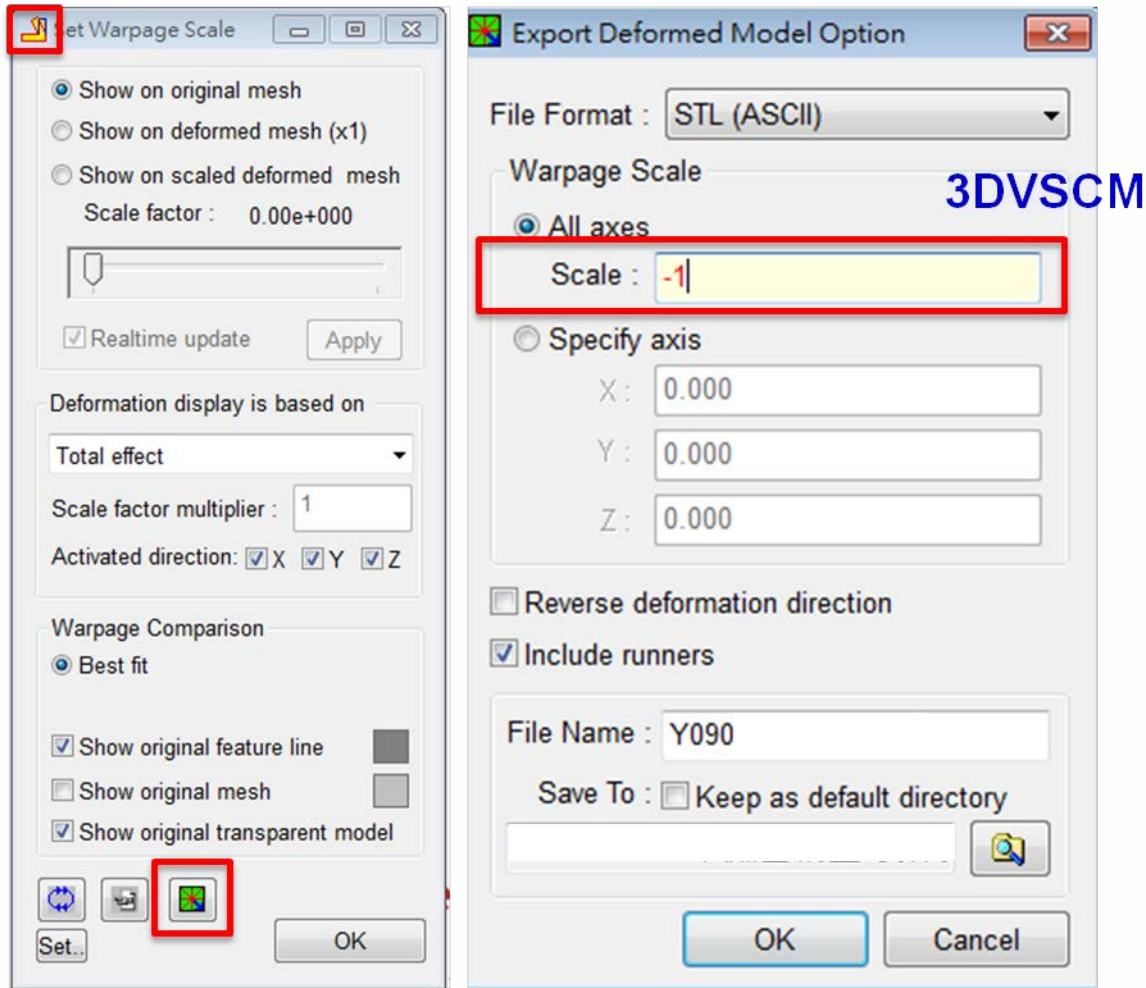 Set Warpage Scale
Show on original mesh
Show on deformed mesh (x1)
Show on scaled deformed mesh
Scale factor : 0.00e+000
Realtime update Apply
Deformation display is based on
Total effect
Scale factor multiplier : 1
Activated direction: X Y Z
Warpage Comparison
Best fit
Show original feature line
Show original mesh
Show original transparent model
Set..
OK
Export Deformed Model Option
File Format : STL (ASCII)
Warpage Scale
3DVSCM
All axes
Scale : -1
Specify axis
X : 0.000
Y : 0.000
Z : 0.000
Reverse deformation direction
Include runners
File Name : Y090
Save To : Keep as default directory
OK Cancel